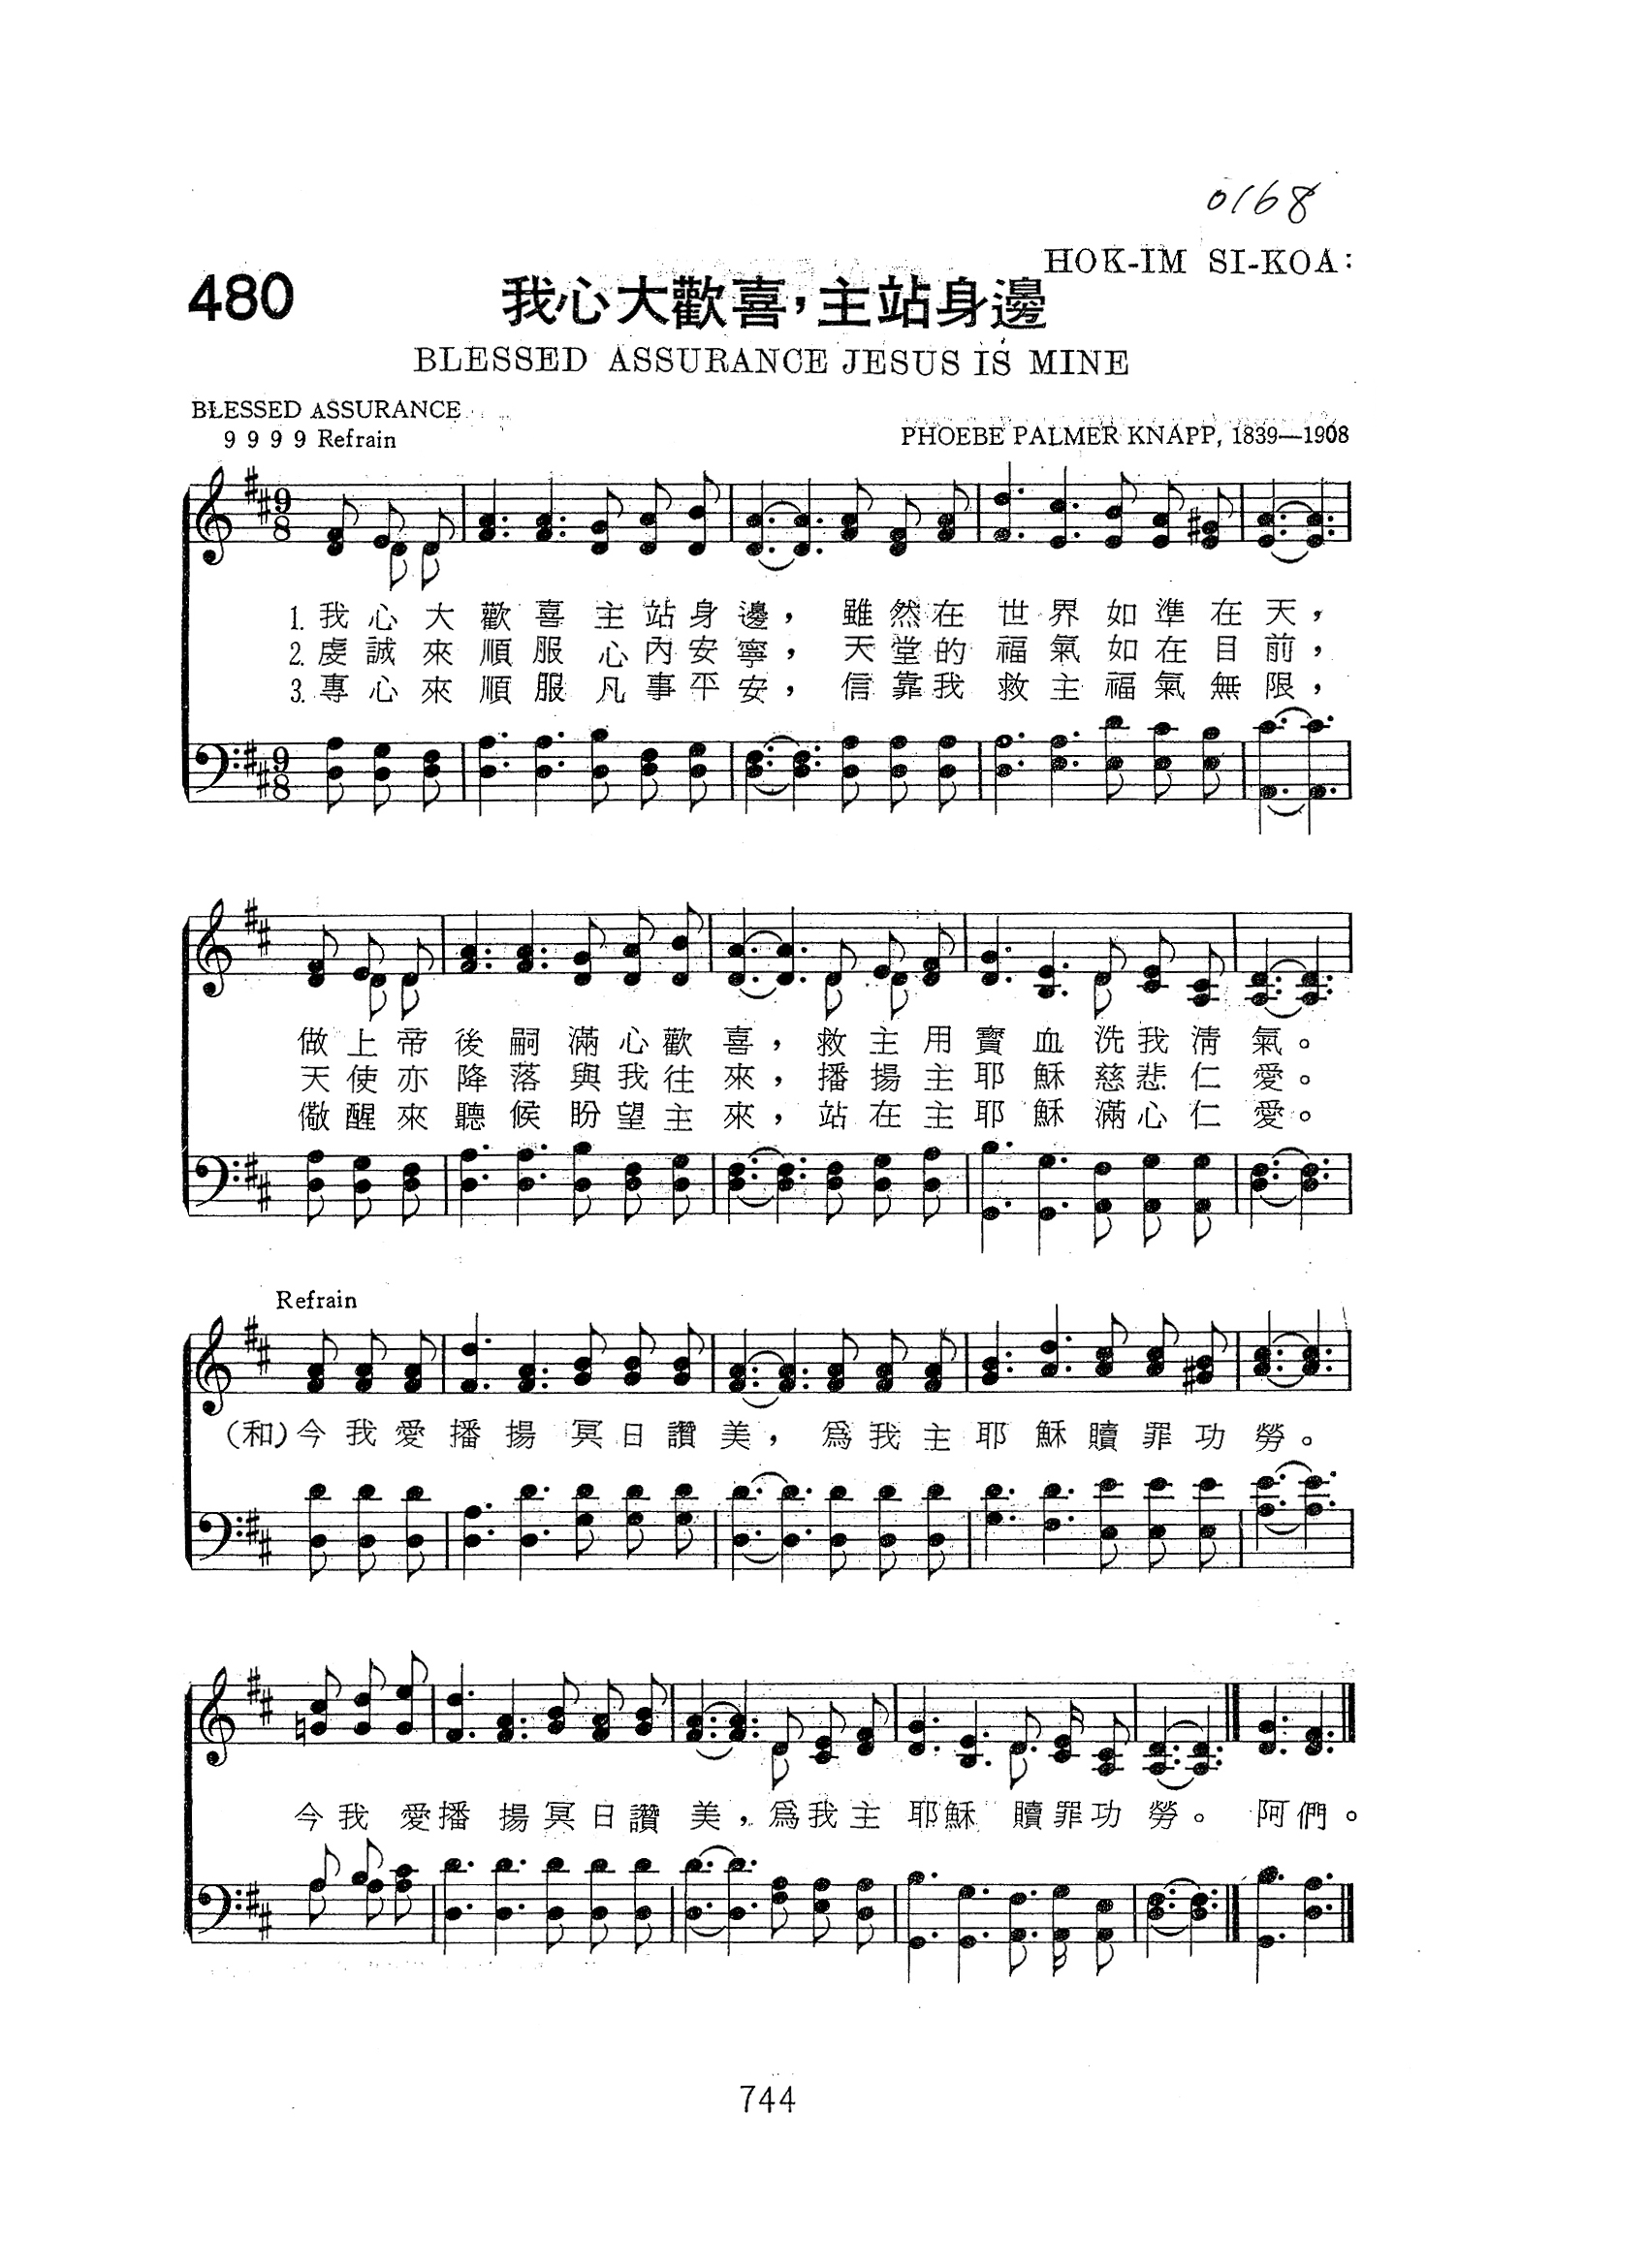 0168
HOK-IM SI-KOA:
480 我心大歡喜，主站身邊
BLESSED ASSURANCE JESUS IS MINE
BLESSED ASSURANCE
9 9 9 9 Refrain
PHOEBE PALMER KNAPP, 1839—1908
9 8
1. 我心大歡喜主站身邊，雖然在世界如準在天，
2. 虔誠來順服心內安寧，天堂的福氣如在目前，
3. 專心來順服凡事平安，信靠我救主福氣無限，
9 8
做上帝後嗣滿心歡喜，救主用寶血洗我清氣。
天使亦降落與我往來，播揚主耶穌慈悲仁愛。
儆醒來聽候盼望主來，站在主耶穌滿心仁愛。
Refrain
(和)今我愛播揚冥日讚美，爲我主耶穌贖罪功勞。
今我愛播揚冥日讚美，爲我主耶穌贖罪功勞。阿們。
744